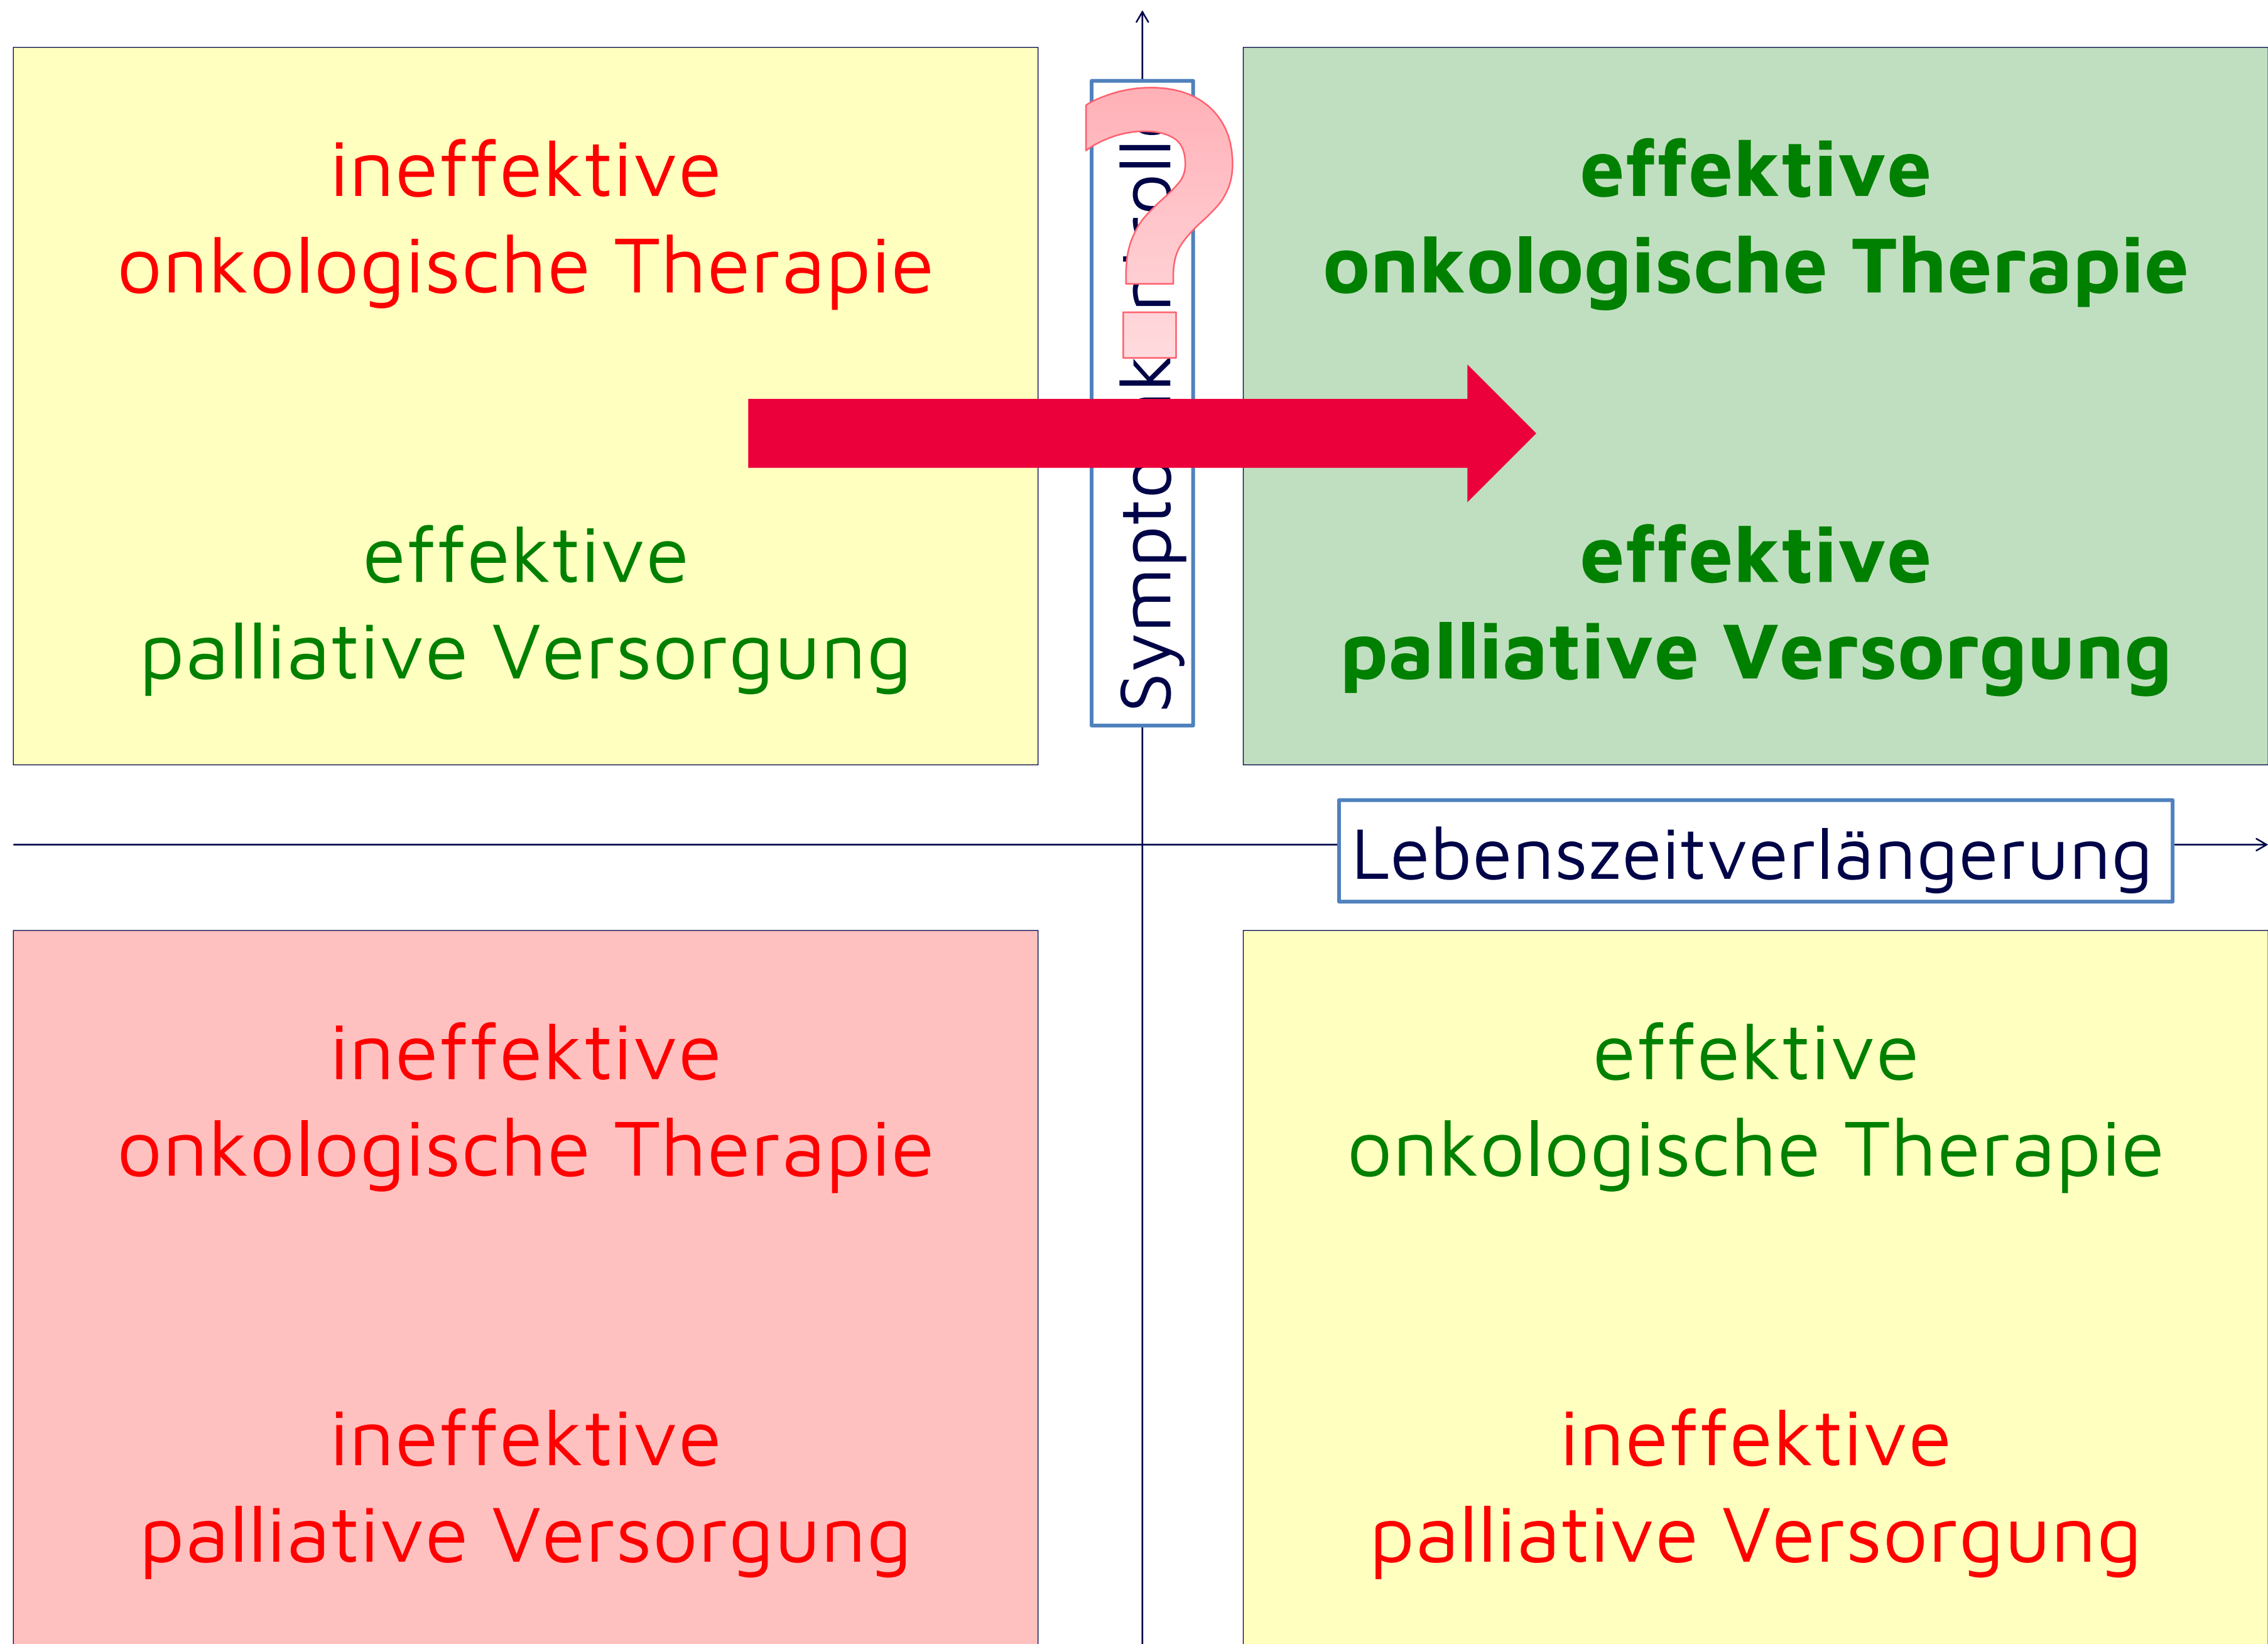 ineffektive
onkologische Therapie
effektive
palliative Versorgung
?
effektive
onkologische Therapie
effektive
palliative Versorgung
Lebenszeitverlängerung
ineffektive
onkologische Therapie
ineffektive
palliative Versorgung
effektive
onkologische Therapie
ineffektive
palliative Versorgung